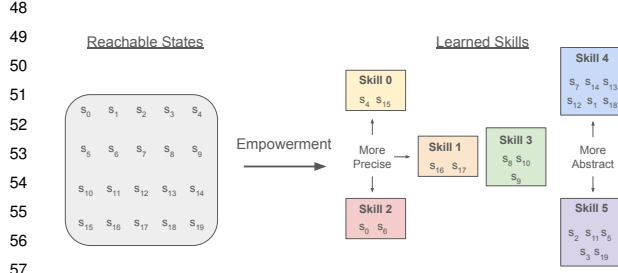 48
49
50
51
52
53
54
55
56
57
Reachable States
s0 s1 s2 s3 s4
s5 s6 s7 s8 s9
s10 s11 s12 s13 s14
s15 s16 s17 s18 s19
Empowerment
Learned Skills
Skill 0
s4 s15
More
Precise
Skill 2
s0 s6
Skill 1
s16 s17
Skill 3
s8 s10
s9
Skill 4
s7 s14 s13
s12 s1 s18
More
Abstract
Skill 5
s2 s11 s5
s3 s19